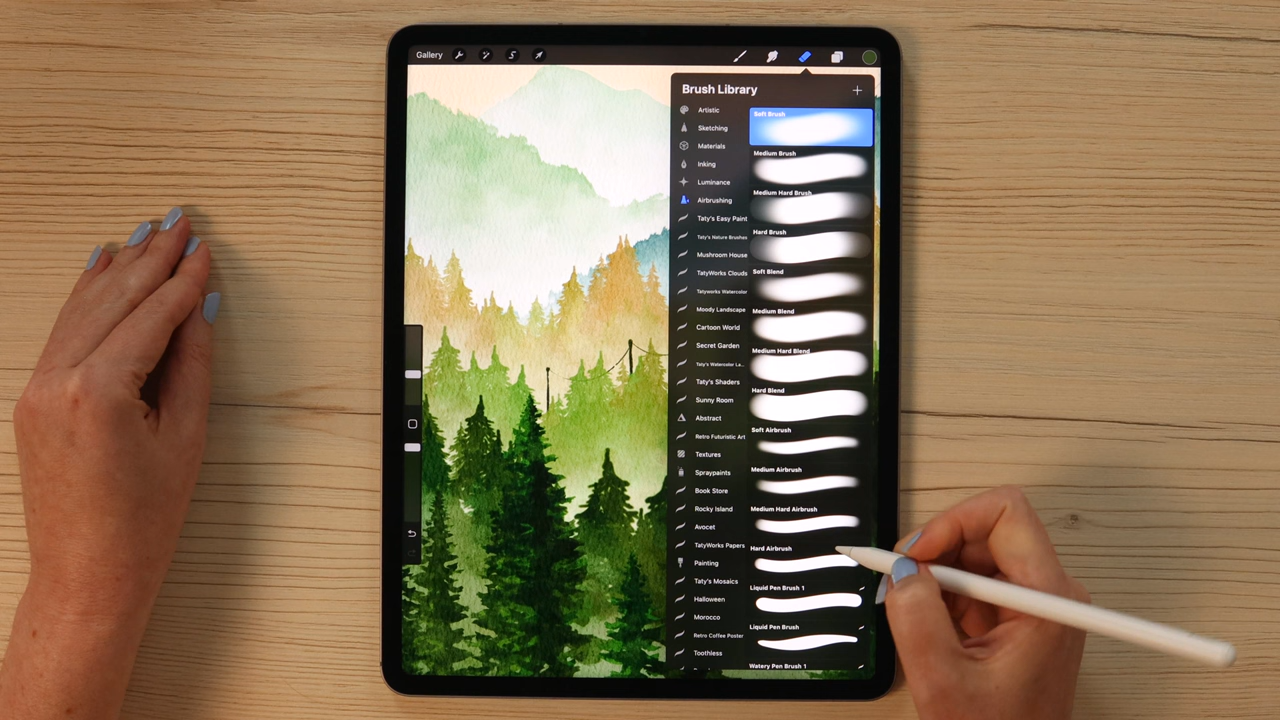 Gallery
Brush Library
Artistic
Sketching
Materials
Inking
Luminance
Airbrushing
Taty's Easy Paint
Taty's Nature Brushes
Mushroom House
TatyWorks Clouds
Tatyworks Watercolor
Moody Landscape
Cartoon World
Secret Garden
Taty's Watercolor La...
Taty's Shaders
Sunny Room
Abstract
Retro Futuristic Art
Textures
Spraypaints
Book Store
Rocky Island
Avocet
TatyWorks Papers
Painting
Taty's Mosaics
Halloween
Morocco
Retro Coffee Poster
Toothless
Soft Brush
Medium Brush
Medium Hard Brush
Hard Brush
Soft Blend
Medium Blend
Medium Hard Blend
Hard Blend
Soft Airbrush
Medium Airbrush
Medium Hard Airbrush
Hard Airbrush
Liquid Pen Brush 1
Liquid Pen Brush
Watery Pen Brush 1